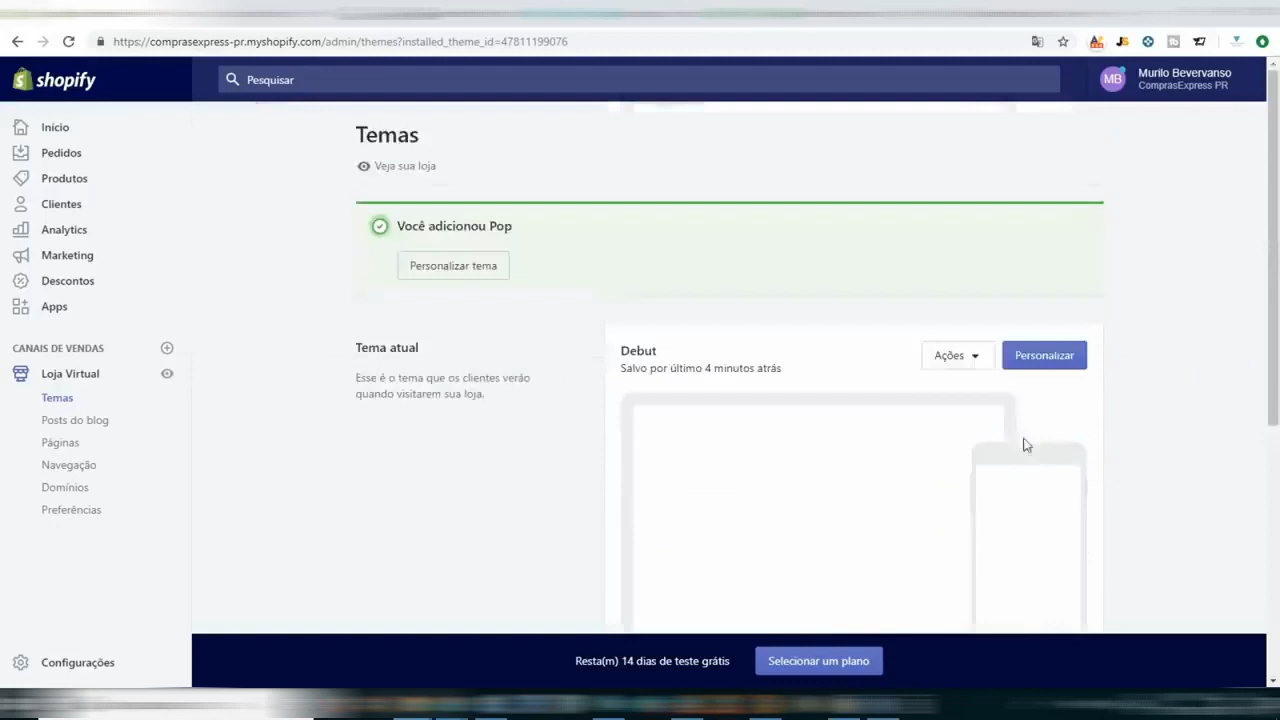 https://comprasexpress-pr.myshopify.com/admin/themes?installed_theme_id=47811199076
shopify
Pesquisar
MB
Murilo Bevervanso
ComprasExpress PR
Início
Pedidos
Produtos
Clientes
Analytics
Marketing
Descontos
Apps
CANAIS DE VENDAS
Loja Virtual
Temas
Posts do blog
Páginas
Navegação
Domínios
Preferências
Configurações
Temas
Veja sua loja
Você adicionou Pop
Personalizar tema
Tema atual
Esse é o tema que os clientes verão
quando visitarem sua loja.
Debut
Salvo por último 4 minutos atrás
Ações
Personalizar
Resta(m) 14 dias de teste grátis
Selecionar um plano